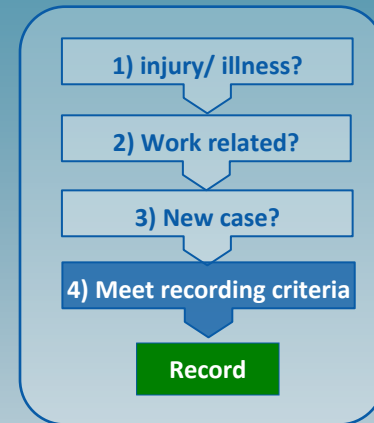 1) injury/ illness?
2) Work related?
3) New case?
4) Meet recording criteria
Record